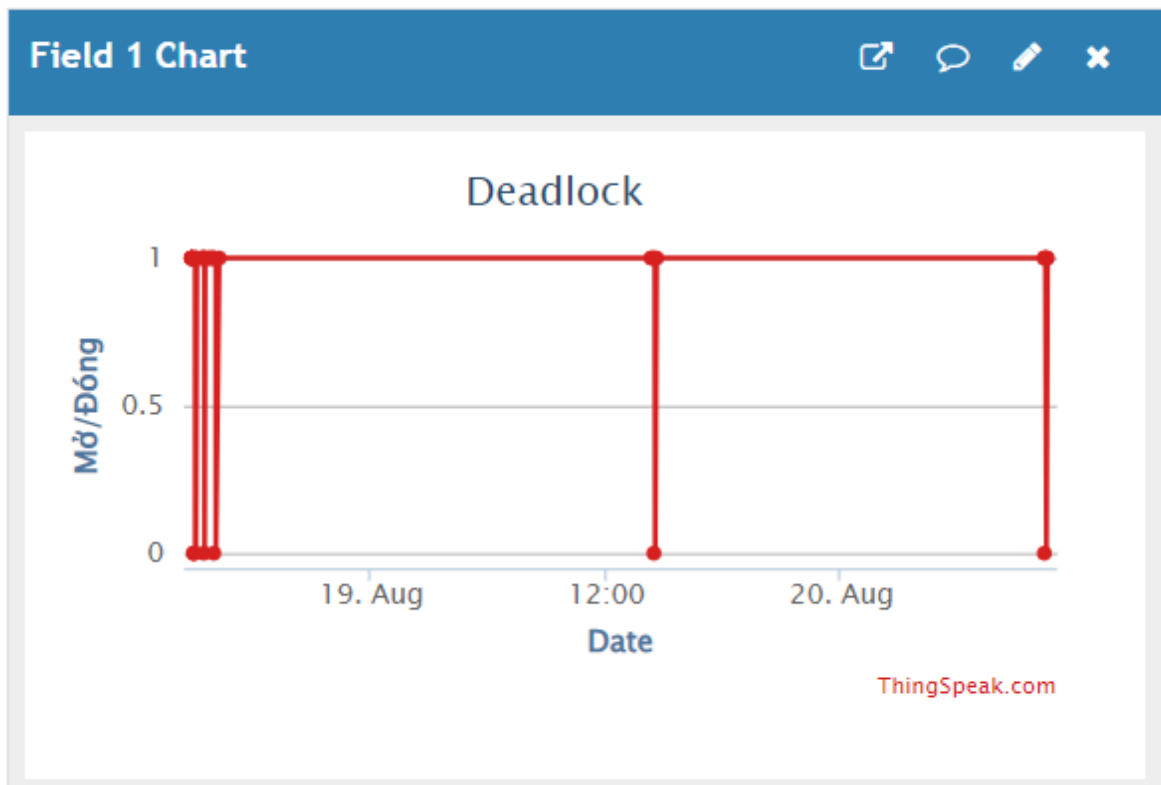 Field 1 Chart
Deadlock
1
0.5
0
Mở/Đóng
19. Aug
12:00
20. Aug
Date
ThingSpeak.com